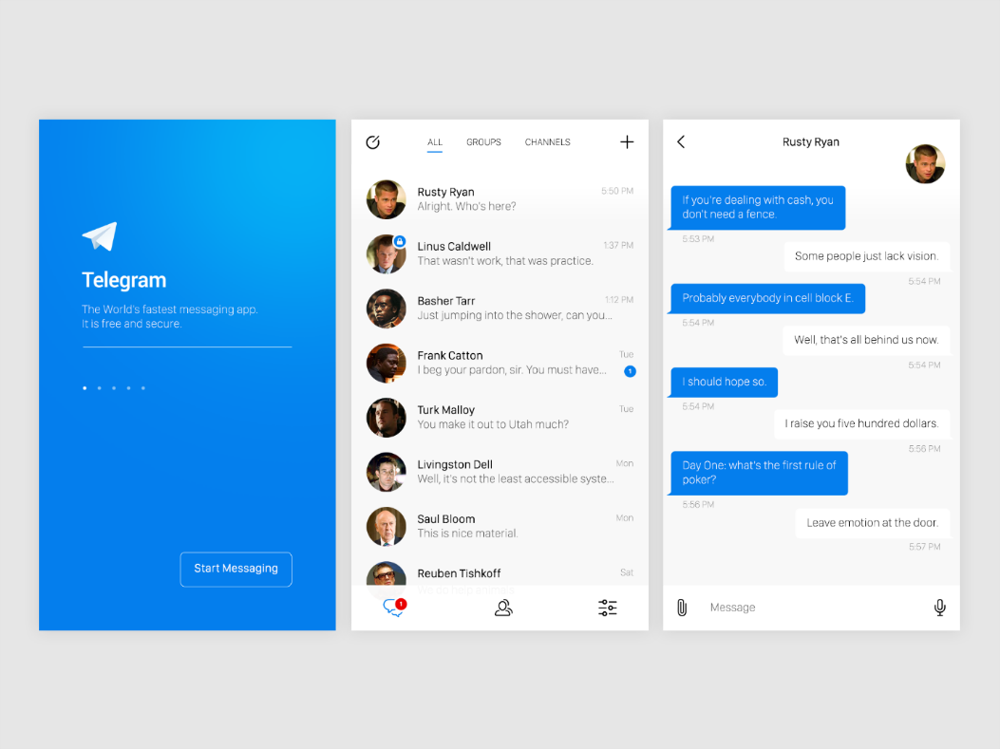 Telegram
The World's fastest messaging app.
It is free and secure.
Start Messaging
ALL
GROUPS
CHANNELS
Rusty Ryan
5:50 PM
Alright. Who's here?
Linus Caldwell
1:37 PM
That wasn't work, that was practice.
Basher Tarr
1:12 PM
Just jumping into the shower, can you...
Frank Catton
Tue
I beg your pardon, sir. You must have...
1
Turk Malloy
Tue
You make it out to Utah much?
Livingston Dell
Mon
Well, it's not the least accessible syste...
Saul Bloom
Mon
This is nice material.
Reuben Tishkoff
Sat
We do help animals
1
Rusty Ryan
If you're dealing with cash, you
don't need a fence.
5:53 PM
Some people just lack vision.
5:54 PM
Probably everybody in cell block E.
5:54 PM
Well, that's all behind us now.
5:54 PM
I should hope so.
5:54 PM
I raise you five hundred dollars.
5:56 PM
Day One: what's the first rule of
poker?
5:56 PM
Leave emotion at the door.
5:57 PM
Message